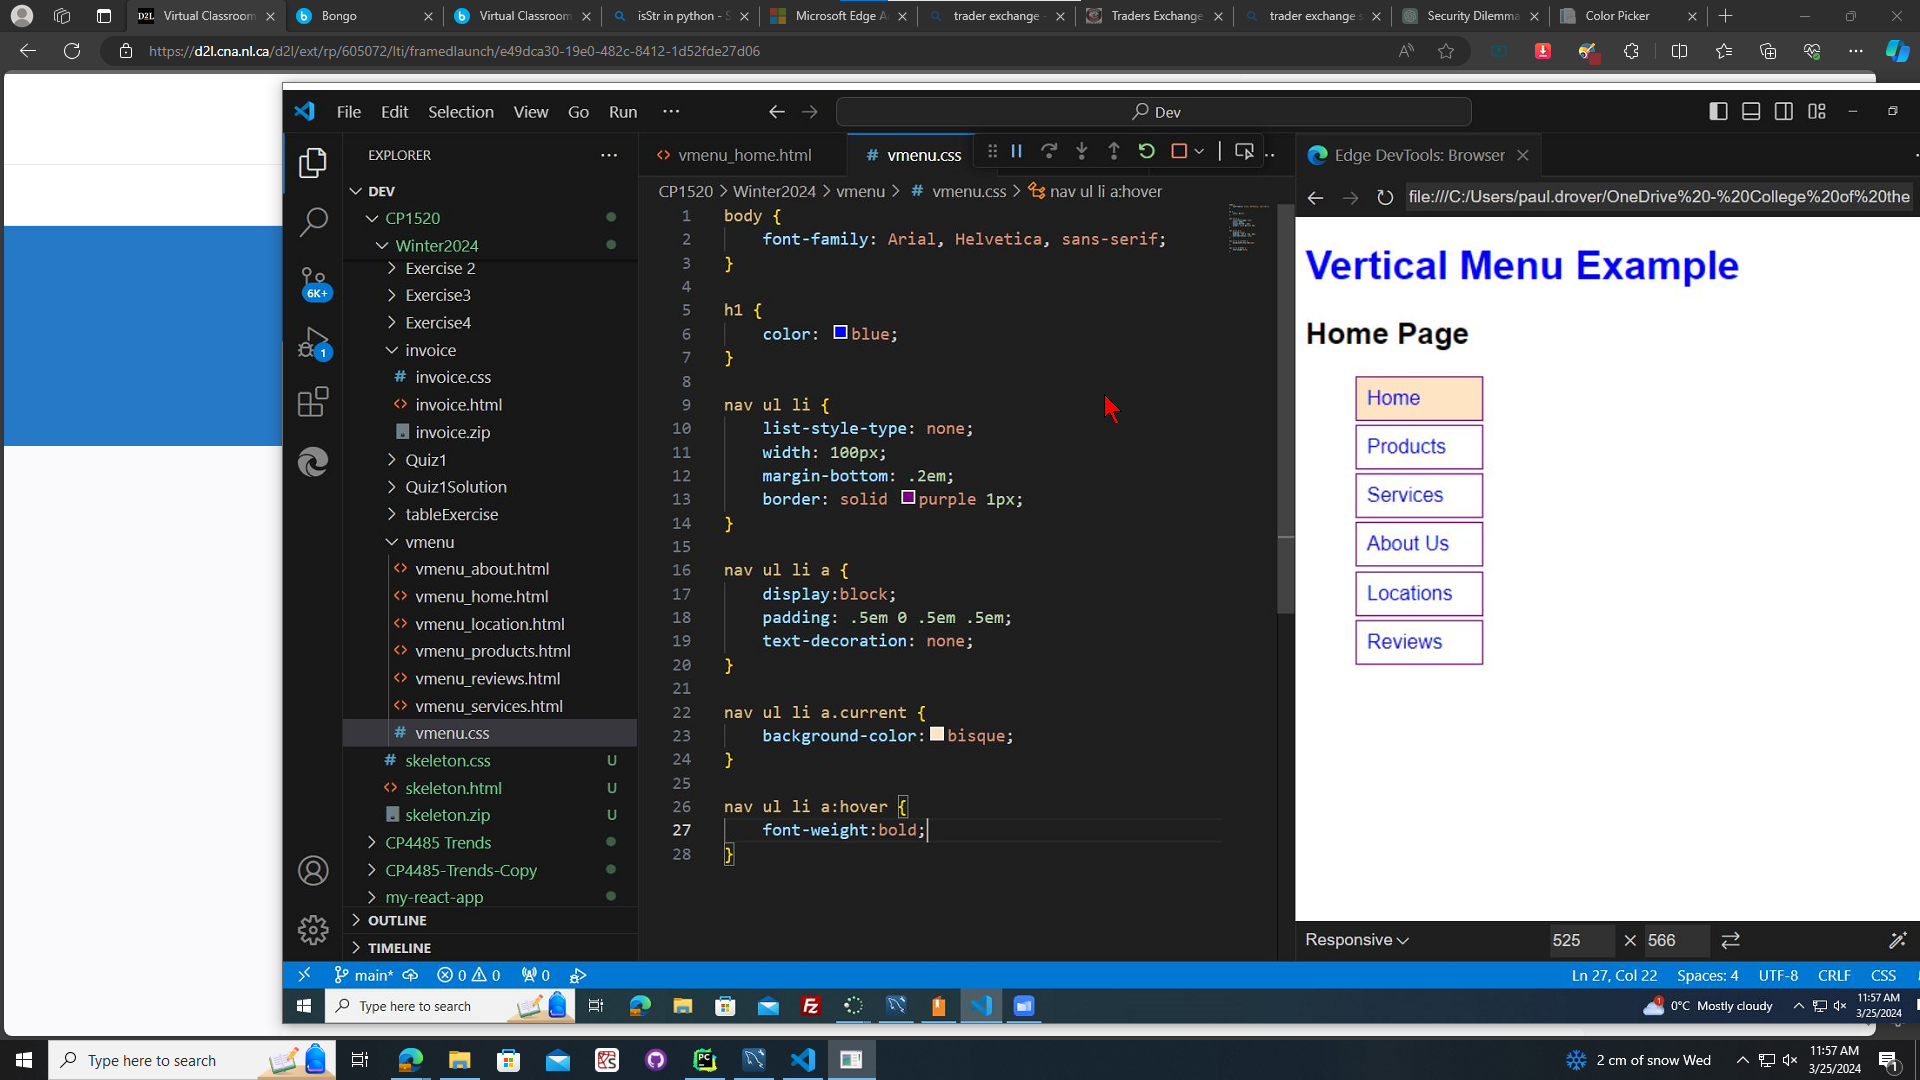 D2L Virtual Classroom
Bongo
Virtual Classroom
isStr in python - S
Microsoft Edge A
trader exchange -
Traders Exchange
trader exchange s
Security Dilemma
Color Picker
https://d2l.cna.nl.ca/d2l/ext/rp/605072/lti/framedlaunch/e49dca30-19e0-482c-8412-1d52fde27d06
File Edit Selection View Go Run ···
Dev
EXPLORER
DEV
CP1520
Winter2024
Exercise 2
Exercise3
Exercise4
invoice
# invoice.css
<> invoice.html
invoice.zip
Quiz1
Quiz1Solution
tableExercise
vmenu
<> vmenu_about.html
<> vmenu_home.html
<> vmenu_location.html
<> vmenu_products.html
<> vmenu_reviews.html
<> vmenu_services.html
# vmenu.css
# skeleton.css U
<> skeleton.html U
skeleton.zip U
CP4485 Trends
CP4485-Trends-Copy
my-react-app
OUTLINE
TIMELINE
6K+
1
<> vmenu_home.html
# vmenu.css
CP1520 > Winter2024 > vmenu > # vmenu.css > nav ul li a:hover
1 body {
2 font-family: Arial, Helvetica, sans-serif;
3 }
4
5 h1 {
6 color: blue;
7 }
8
9 nav ul li {
10 list-style-type: none;
11 width: 100px;
12 margin-bottom: .2em;
13 border: solid purple 1px;
14 }
15
16 nav ul li a {
17 display:block;
18 padding: .5em 0 .5em .5em;
19 text-decoration: none;
20 }
21
22 nav ul li a.current {
23 background-color: bisque;
24 }
25
26 nav ul li a:hover {
27 font-weight:bold;
28 }
Edge DevTools: Browser
file:///C:/Users/paul.drover/OneDrive%20-%20College%20of%20the
Vertical Menu Example
Home Page
Home
Products
Services
About Us
Locations
Reviews
Responsive 525 × 566
main* 0 0 0
Ln 27, Col 22 Spaces: 4 UTF-8 CRLF CSS
Type here to search
1 0°C Mostly cloudy
11:57 AM
3/25/2024
Type here to search
2 cm of snow Wed
11:57 AM
3/25/2024
1